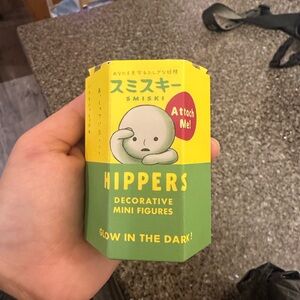 スミスキー
SMISKI
Attach
Me!
HIPPERS
DECORATIVE
MINI FIGURES
GLOW IN THE DARK!